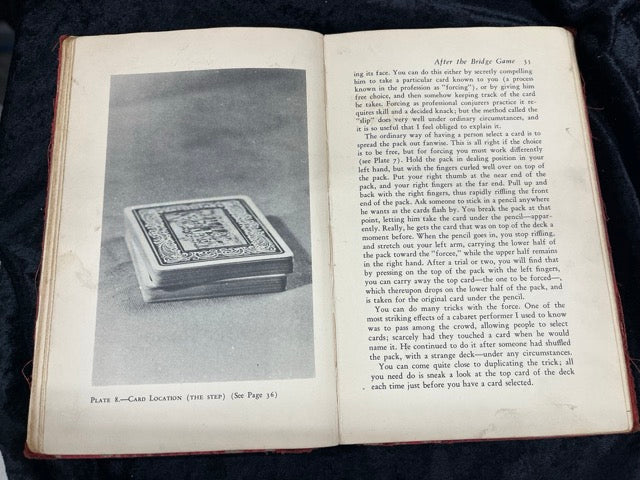 PLATE 8.—CARD LOCATION (THE STEP) (See Page 36)
After the Bridge Game 35
ing its face. You can do this either by secretly compelling
him to take a particular card known to you (a process
known in the profession as "forcing"), or by giving him
free choice, and then somehow keeping track of the card
he takes. Forcing as professional conjurers practice it re-
quires skill and a decided knack; but the method called the
"slip" does very well under ordinary circumstances, and
it is so useful that I feel obliged to explain it.
The ordinary way of having a person select a card is to
spread the pack out fanwise. This is all right if the choice
is to be free, but for forcing you must work differently
(see Plate 7). Hold the pack in dealing position in your
left hand, but with the fingers curled well over on top of
the pack. Put your right thumb at the near end of the
pack, and your right fingers at the far end. Pull up and
back with the right fingers, thus rapidly riffling the front
end of the pack. Ask someone to stick in a pencil anywhere
he wants as the cards flash by. You break the pack at that
point, letting him take the card under the pencil—appar-
ently. Really, he gets the card that was on top of the deck a
moment before. When the pencil goes in, you stop riffling,
and stretch out your left arm, carrying the lower half of
the pack toward the "forcee," while the upper half remains
in the right hand. After a trial or two, you will find that
by pressing on the top of the pack with the left fingers,
you can carry away the top card—the one to be forced—,
which thereupon drops on the lower half of the pack, and
is taken for the original card under the pencil.
You can do many tricks with the force. One of the
most striking effects of a cabaret performer I used to know
was to pass among the crowd, allowing people to select
cards; scarcely had they touched a card when he would
name it. He continued to do it after someone had shuffled
the pack, with a strange deck—under any circumstances.
You can come quite close to duplicating the trick; all
you need do is sneak a look at the top card of the deck
each time just before you have a card selected.